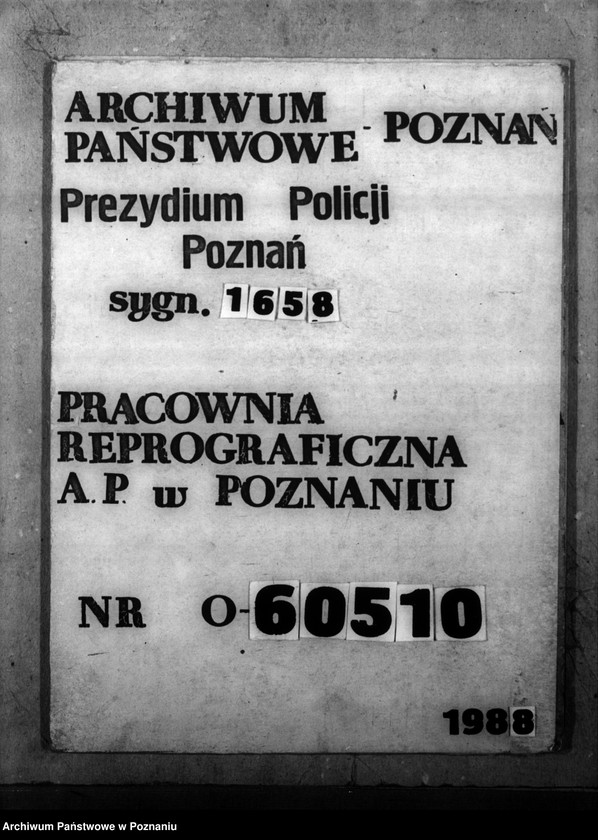 ARCHIWUM
PAŃSTWOWE - POZNAŃ
Prezydium Policji
Poznań
sygn. 1658
PRACOWNIA
REPROGRAFICZNA
A.P. w POZNANIU
NR O-60510
1988
Archiwum Państwowe w Poznaniu